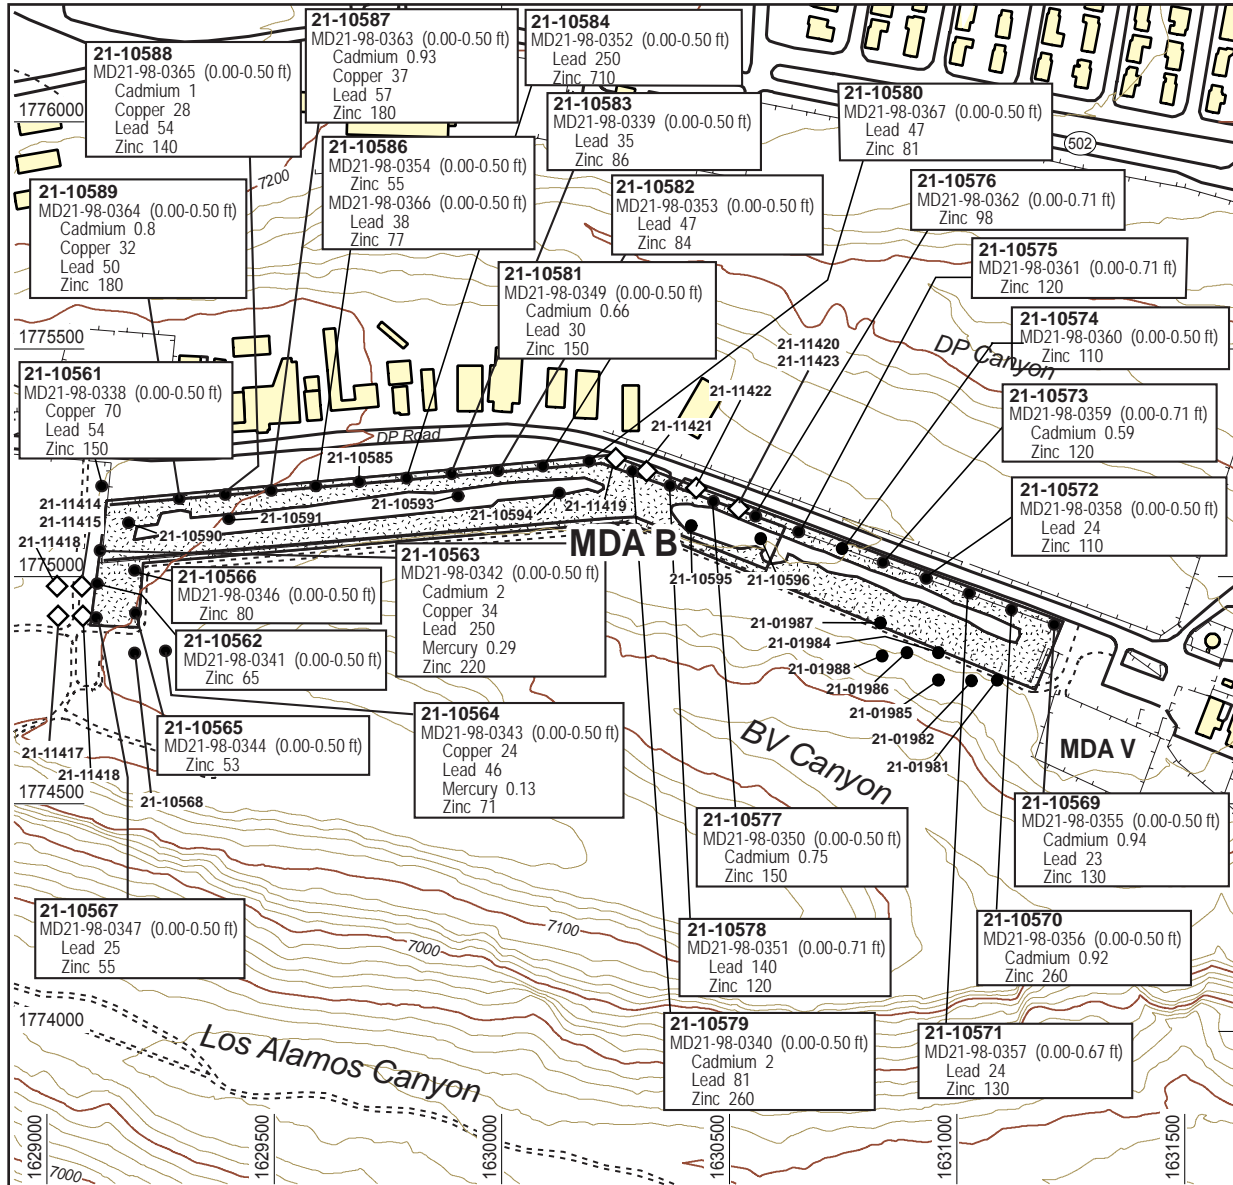 21-10588
MD21-98-0365 (0.00-0.50 ft)
Cadmium 1
Copper 28
Lead 54
Zinc 140
21-10587
MD21-98-0363 (0.00-0.50 ft)
Cadmium 0.93
Copper 37
Lead 57
Zinc 180
21-10584
MD21-98-0352 (0.00-0.50 ft)
Lead 250
Zinc 710
21-10583
MD21-98-0339 (0.00-0.50 ft)
Lead 35
Zinc 86
21-10580
MD21-98-0367 (0.00-0.50 ft)
Lead 47
Zinc 81
502
1776000
7200
21-10586
MD21-98-0354 (0.00-0.50 ft)
Zinc 55
MD21-98-0366 (0.00-0.50 ft)
Lead 38
Zinc 77
21-10589
MD21-98-0364 (0.00-0.50 ft)
Cadmium 0.8
Copper 32
Lead 50
Zinc 180
21-10582
MD21-98-0353 (0.00-0.50 ft)
Lead 47
Zinc 84
21-10576
MD21-98-0362 (0.00-0.71 ft)
Zinc 98
21-10575
MD21-98-0361 (0.00-0.71 ft)
Zinc 120
21-10581
MD21-98-0349 (0.00-0.50 ft)
Cadmium 0.66
Lead 30
Zinc 150
21-10574
MD21-98-0360 (0.00-0.50 ft)
Zinc 110
1775500
21-11420
21-11423
DP Canyon
21-10561
MD21-98-0338 (0.00-0.50 ft)
Copper 70
Lead 54
Zinc 150
21-11422
21-11421
21-10573
MD21-98-0359 (0.00-0.71 ft)
Cadmium 0.59
Zinc 120
DP Road
21-10585
21-10572
MD21-98-0358 (0.00-0.50 ft)
Lead 24
Zinc 110
21-11414
21-11415
21-11418
21-10593
21-10594
21-11419
21-10591
21-10590
MDA B
1775000
21-10595
21-10596
21-10566
MD21-98-0346 (0.00-0.50 ft)
Zinc 80
21-10563
MD21-98-0342 (0.00-0.50 ft)
Cadmium 2
Copper 34
Lead 250
Mercury 0.29
Zinc 220
21-10562
MD21-98-0341 (0.00-0.50 ft)
Zinc 65
21-01987
21-01984
21-01988
21-01986
21-01985
21-01982
21-01981
21-10565
MD21-98-0344 (0.00-0.50 ft)
Zinc 53
21-10564
MD21-98-0343 (0.00-0.50 ft)
Copper 24
Lead 46
Mercury 0.13
Zinc 71
BV Canyon
MDA V
21-11417
21-11418
1774500
21-10568
21-10577
MD21-98-0350 (0.00-0.50 ft)
Cadmium 0.75
Zinc 150
21-10569
MD21-98-0355 (0.00-0.50 ft)
Cadmium 0.94
Lead 23
Zinc 130
21-10567
MD21-98-0347 (0.00-0.50 ft)
Lead 25
Zinc 55
7000
7100
21-10578
MD21-98-0351 (0.00-0.71 ft)
Lead 140
Zinc 120
21-10570
MD21-98-0356 (0.00-0.50 ft)
Cadmium 0.92
Zinc 260
1774000
Los Alamos Canyon
21-10579
MD21-98-0340 (0.00-0.50 ft)
Cadmium 2
Lead 81
Zinc 260
21-10571
MD21-98-0357 (0.00-0.67 ft)
Lead 24
Zinc 130
7000
1629000
1629500
1630000
1630500
1631000
1631500